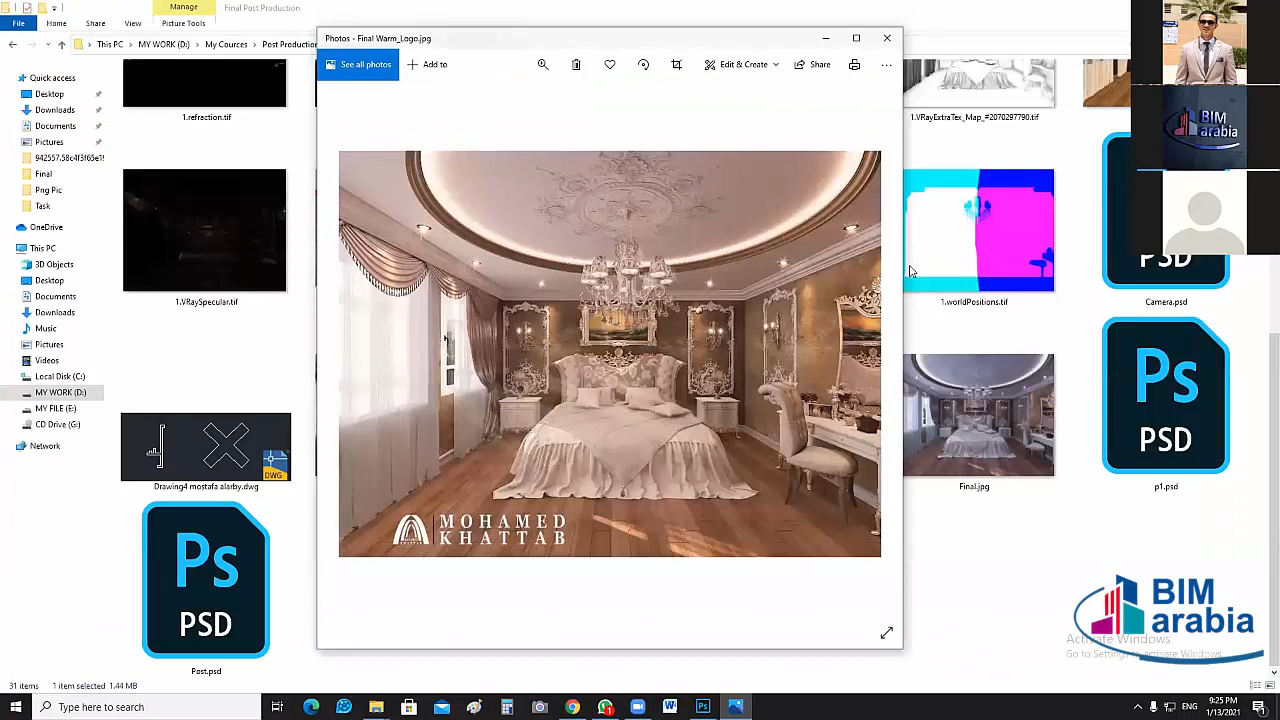 Manage
Final Post Production
File
Home
Share
View
Picture Tools
This PC
MY WORK (D:)
My Cources
Post Production
Photos - Final Warm_Logo.jpg
See all photos
Add to
Edit & Create
Share
Quick access
Desktop
Downloads
Documents
Pictures
Final
Png Pic
Task
OneDrive
This PC
3D Objects
Desktop
Documents
Downloads
Music
Pictures
Videos
Local Disk (C:)
MY WORK (D:)
MY FILE (E:)
CD Drive (G:)
Network
1.refraction.tif
1.VRayExtraTex_Map_#2070297790.tif
1.VRaySpecular.tif
1.worldPositions.tif
PSD
Camera.psd
DWG
Drawing4 mostafa alarby.dwg
Final.jpg
Ps
PSD
p1.psd
Ps
PSD
Post.psd
MOHAMED
KHATTAB
BIM
arabia
BIM
arabia
Activate Windows
Go to Settings to activate Windows.
31 items
1 item selected
1.44 MB
Type here to search
ENG
9:25 PM
1/13/2021